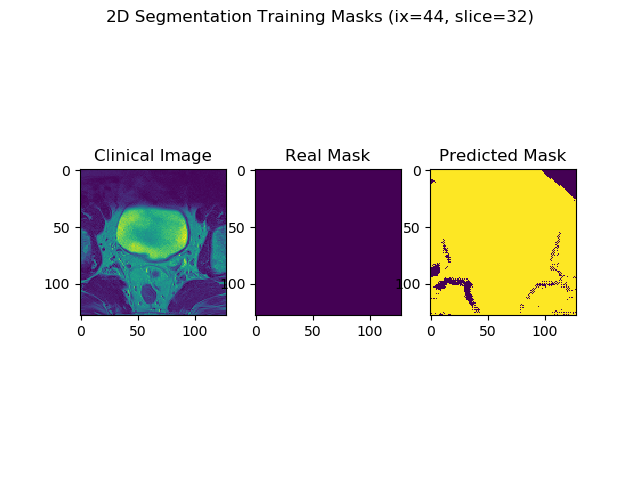 2D Segmentation Training Masks (ix=44, slice=32)
Clinical Image Real Mask Predicted Mask
0 0 0
50 50 50
100 100 100
0 50 100 0 50 100 0 50 100